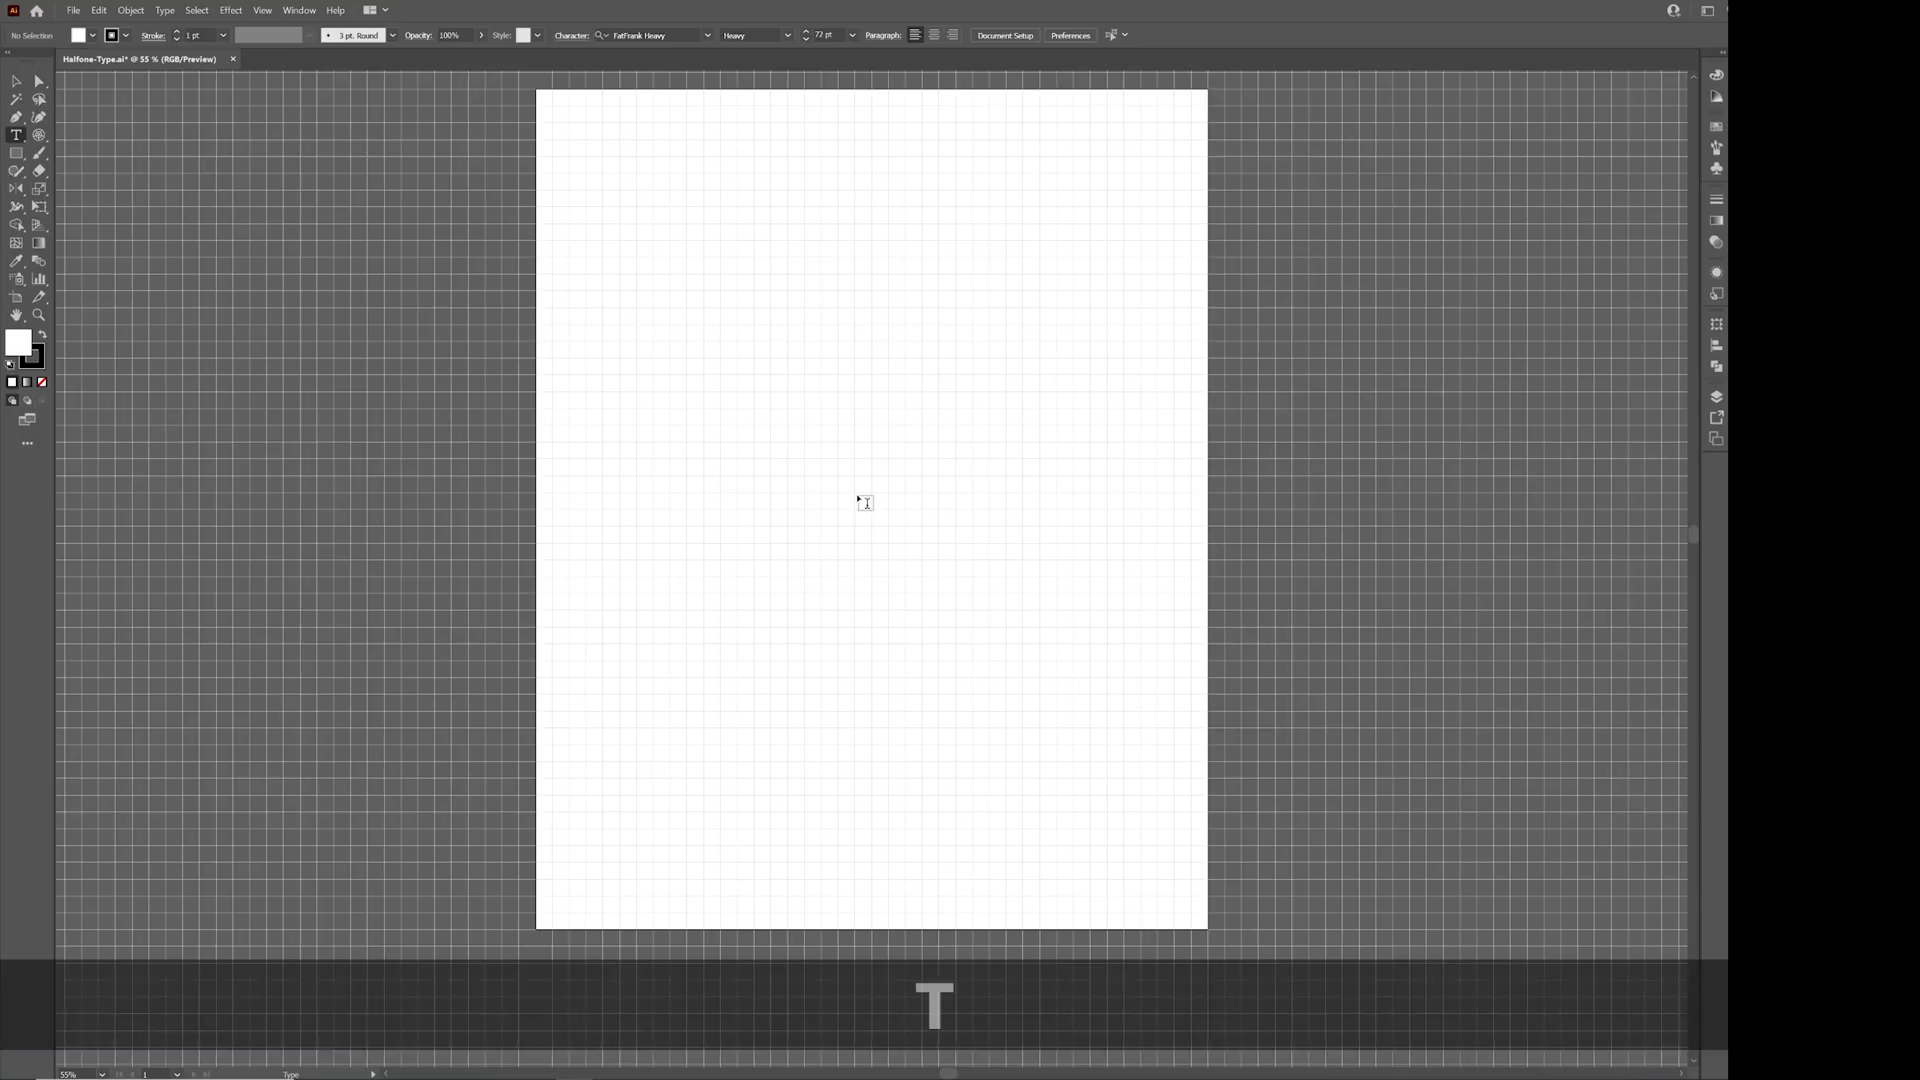 Ai File Edit Object Type Select Effect View Window Help
No Selection Stroke: 1 pt 3 pt. Round Opacity: 100% Style: Character: FatFrank Heavy Heavy 72 pt Paragraph: Document Setup Preferences
Halfone-Type.ai* @ 55 % (RGB/Preview)
T
55% 1 Type